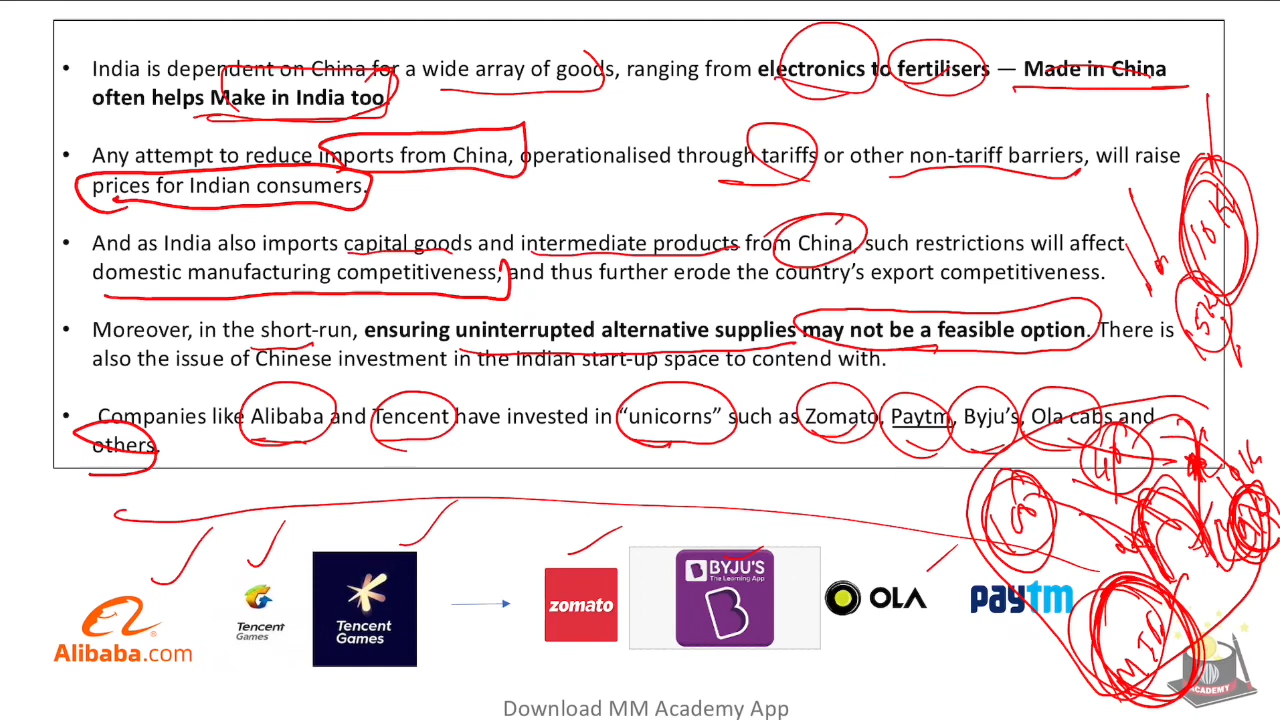 • India is dependent on China for a wide array of goods, ranging from electronics to fertilisers — Made in China
often helps Make in India too
• Any attempt to reduce imports from China, operationalised through tariffs or other non-tariff barriers, will raise
prices for Indian consumers.
• And as India also imports capital goods and intermediate products from China, such restrictions will affect
domestic manufacturing competitiveness, and thus further erode the country’s export competitiveness.
• Moreover, in the short-run, ensuring uninterrupted alternative supplies may not be a feasible option. There is
also the issue of Chinese investment in the Indian start-up space to contend with.
• Companies like Alibaba and Tencent have invested in “unicorns” such as Zomato, Paytm, Byju’s, Ola cabs and
others.
10K
15K
MIB
Alibaba.com
Tencent
Games
Tencent
Games
zomato
BYJU'S
The Learning App
OLA
paytm
ACADEMY
Download MM Academy App